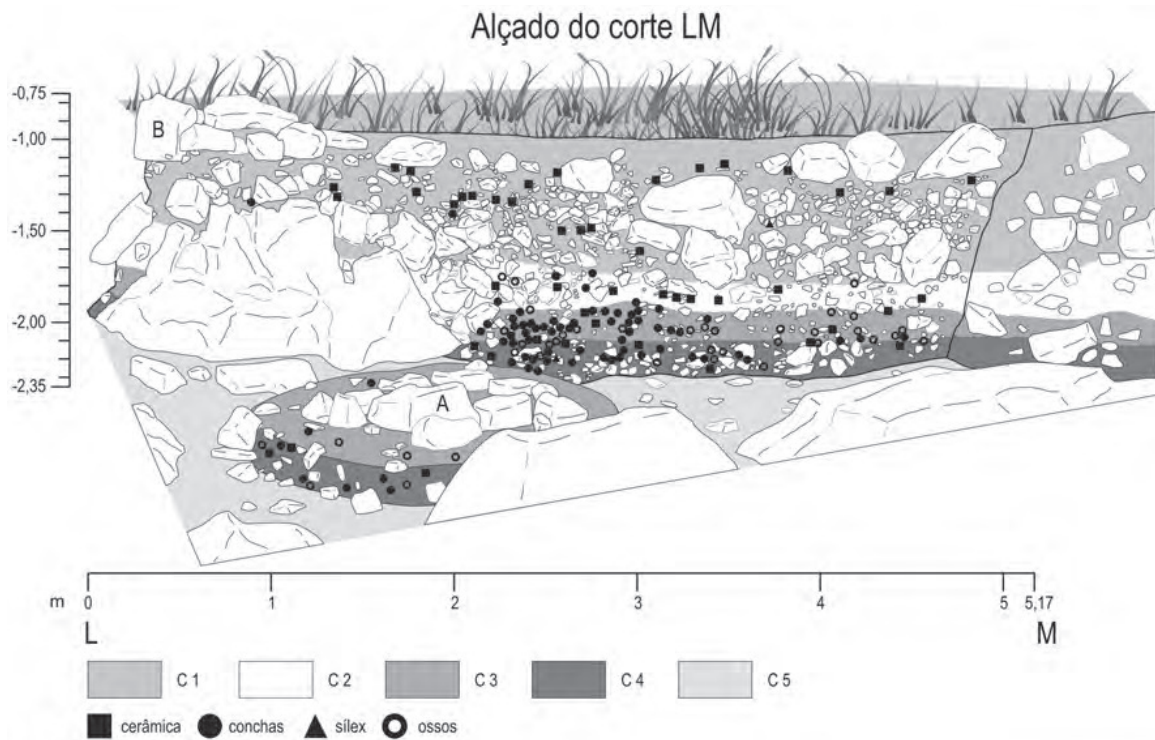 Alçado do corte LM
-0,75
-1,00
-1,50
-2,00
-2,35
B
A
m 0 1 2 3 4 5 5,17
L M
C 1 C 2 C 3 C 4 C 5
cerâmica conchas sílex ossos